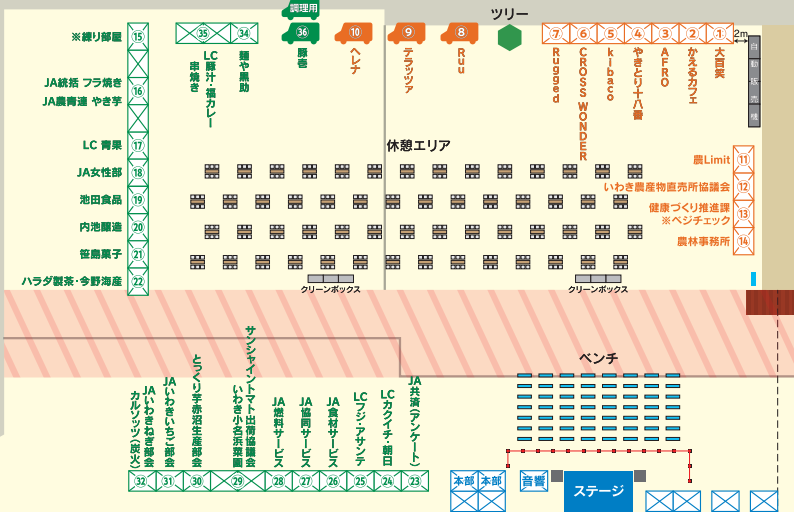 調理用
ツリー
※練り部屋
⑮
㉟
㉞
㊱
⑩
⑨
⑧
⑦
⑥
⑤
④
③
②
①
2m
LC豚汁・福カレー
串焼き
麺や黒助
豚壱
ヘレナ
テラッツァ
Ruu
Rugged
CROSS WONDER
kibaco
やきとり十八番
AFRO
かえるカフェ
大百笑
自動販売機
JA統括 フラ焼き
⑯
JA農青連 やき芋
LC 青果
⑰
休憩エリア
JA女性部
⑱
池田食品
⑲
内池醸造
⑳
笹島菓子
㉑
ハラダ製茶・今野海産
㉒
農Limit
⑪
いわき農産物直売所協議会
⑫
健康づくり推進課
※ベジチェック
⑬
農林事務所
⑭
クリーンボックス
クリーンボックス
ベンチ
JAいわきねぎ部会
カルソッツ(炭火)
JAいわきいちご部会
とっくり芋赤沼生産部会
サンシャイントマト出荷協議会
いわき小名浜菜園
JA燃料サービス
JA協同サービス
JA食材サービス
LCフジ・アサンテ
LCカクイチ・朝日
JA共済(アンケート)
㉜
㉛
㉚
㉙
㉘
㉗
㉖
㉕
㉔
㉓
本部
本部
音響
ステージ